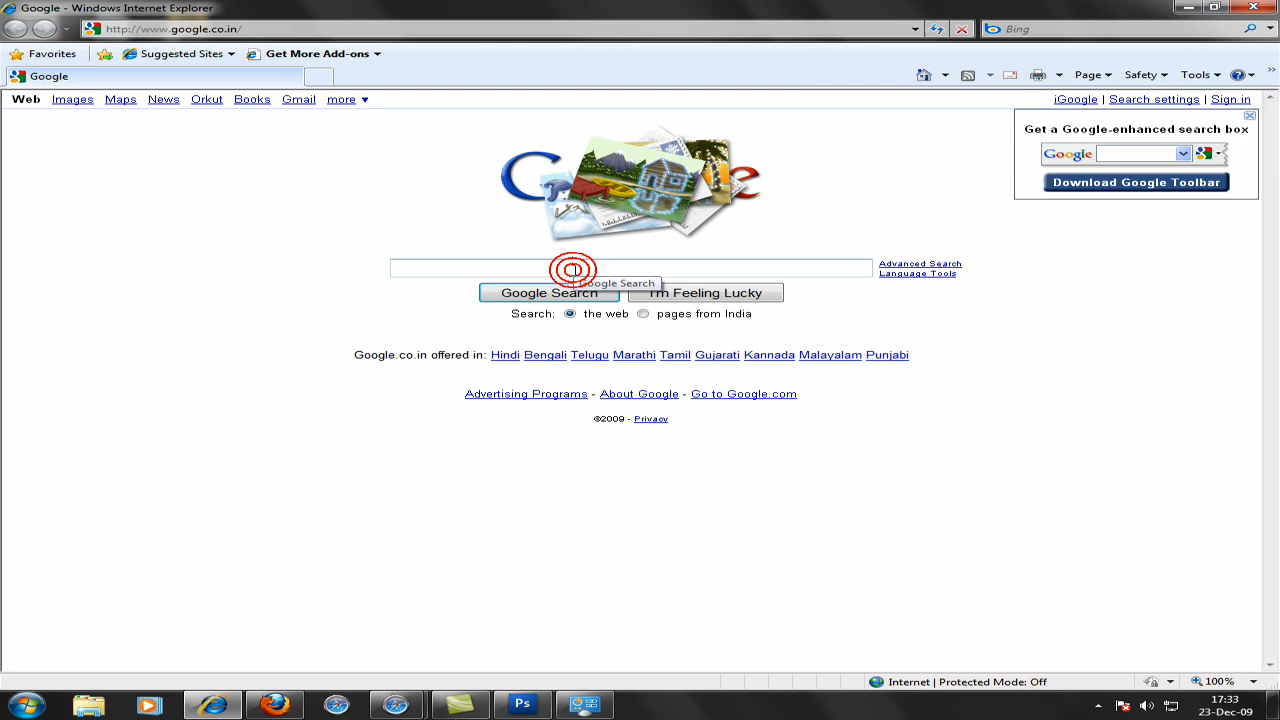 Google - Windows Internet Explorer
http://www.google.co.in/
Bing
Favorites Suggested Sites Get More Add-ons
Google
Page Safety Tools
Web Images Maps News Orkut Books Gmail more
iGoogle | Search settings | Sign in
Get a Google-enhanced search box
Google
Download Google Toolbar
Advanced Search
Language Tools
Google Search
Google Search I'm Feeling Lucky
Search: the web pages from India
Google.co.in offered in: Hindi Bengali Telugu Marathi Tamil Gujarati Kannada Malayalam Punjabi
Advertising Programs - About Google - Go to Google.com
©2009 - Privacy
Internet | Protected Mode: Off
100%
Ps
17:33
23-Dec-09